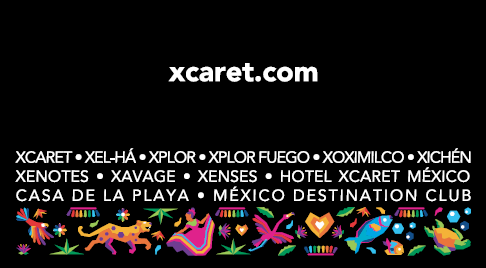 xcaret.com
XCARET • XEL-HÁ • XPLOR • XPLOR FUEGO • XOXIMILCO • XICHÉN
XENOTES • XAVAGE • XENSES • HOTEL XCARET MÉXICO
CASA DE LA PLAYA • MÉXICO DESTINATION CLUB